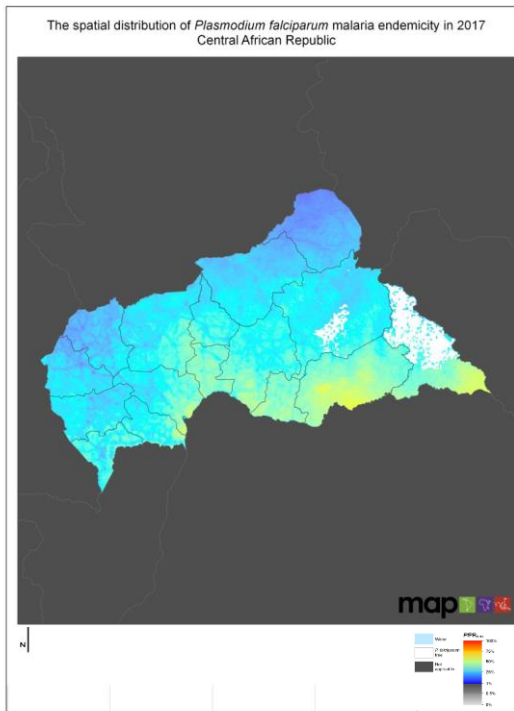 The spatial distribution of Plasmodium falciparum malaria endemicity in 2017
Central African Republic
map
N
Water
P. falciparum
free
Not
applicable
100%
75%
50%
25%
1%
0.5%
0%